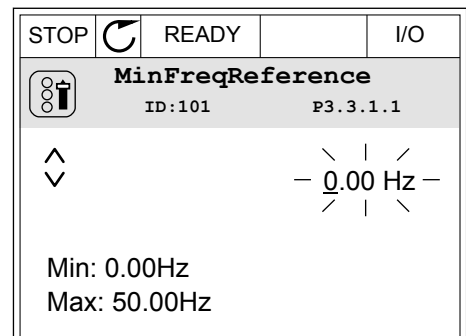 STOP READY I/O
MinFreqReference
ID:101 P3.3.1.1
0.00 Hz
Min: 0.00Hz
Max: 50.00Hz